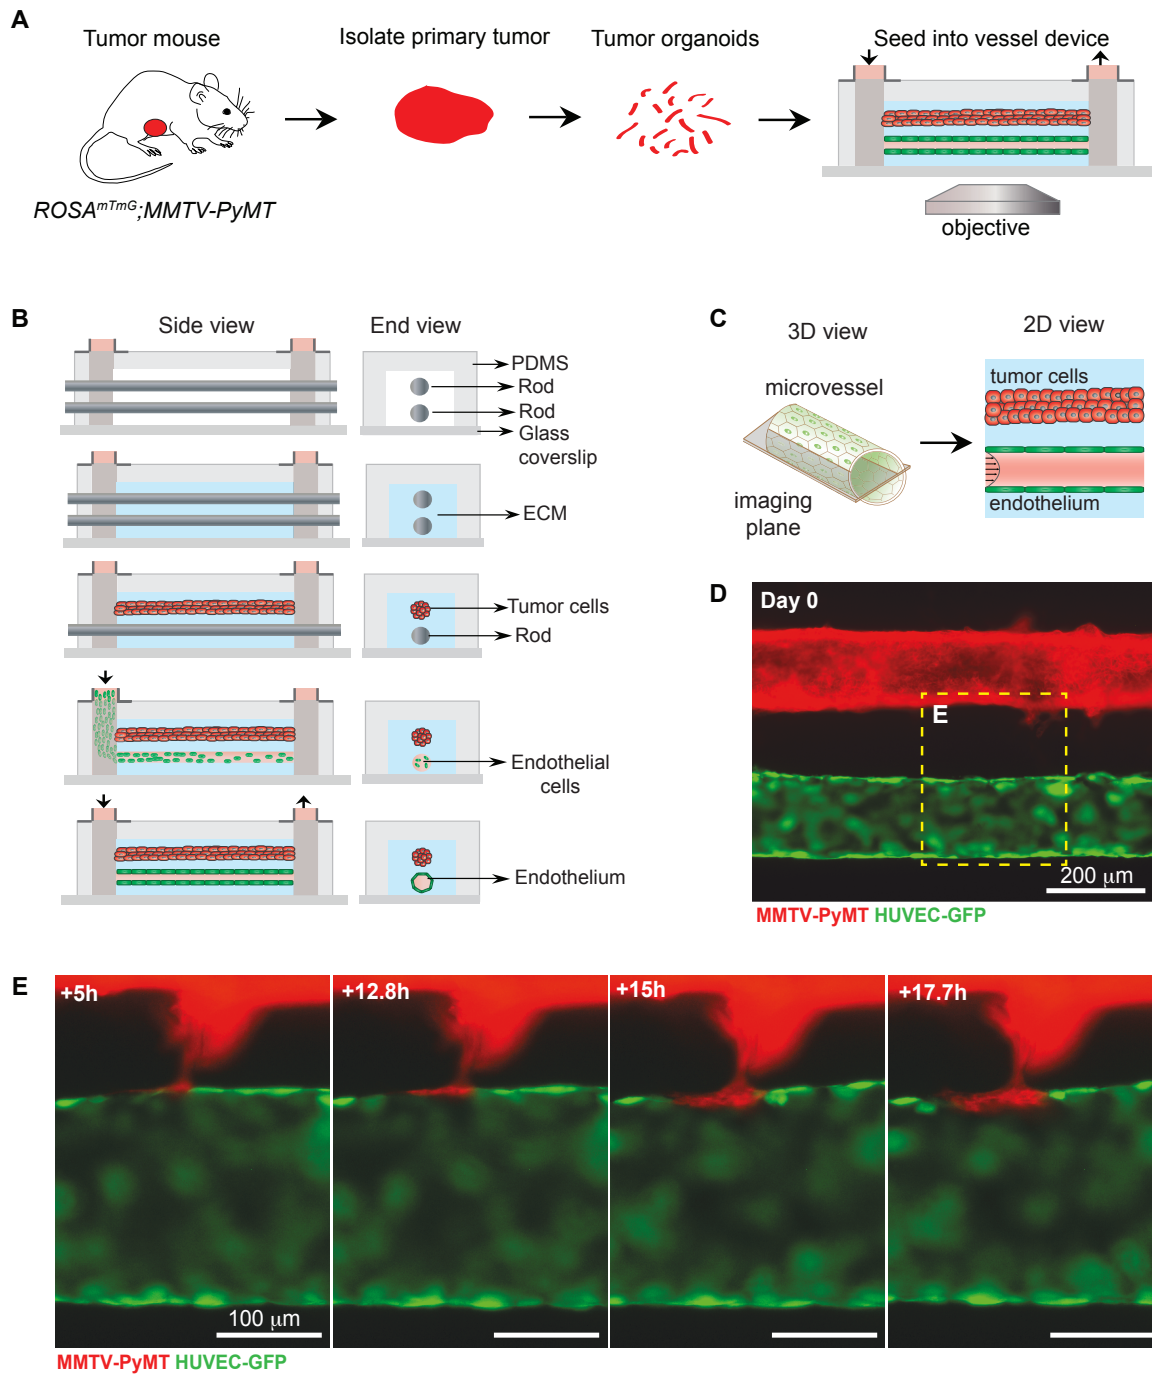 A
Tumor mouse
Isolate primary tumor
Tumor organoids
Seed into vessel device
ROSAmTmG;MMTV-PyMT
objective
B
Side view
End view
PDMS
Rod
Rod
Glass
coverslip
ECM
Tumor cells
Rod
Endothelial
cells
Endothelium
C
3D view
2D view
microvessel
imaging
plane
tumor cells
endothelium
D
Day 0
E
200 μm
MMTV-PyMT HUVEC-GFP
E
+5h
+12.8h
+15h
+17.7h
100 μm
MMTV-PyMT HUVEC-GFP